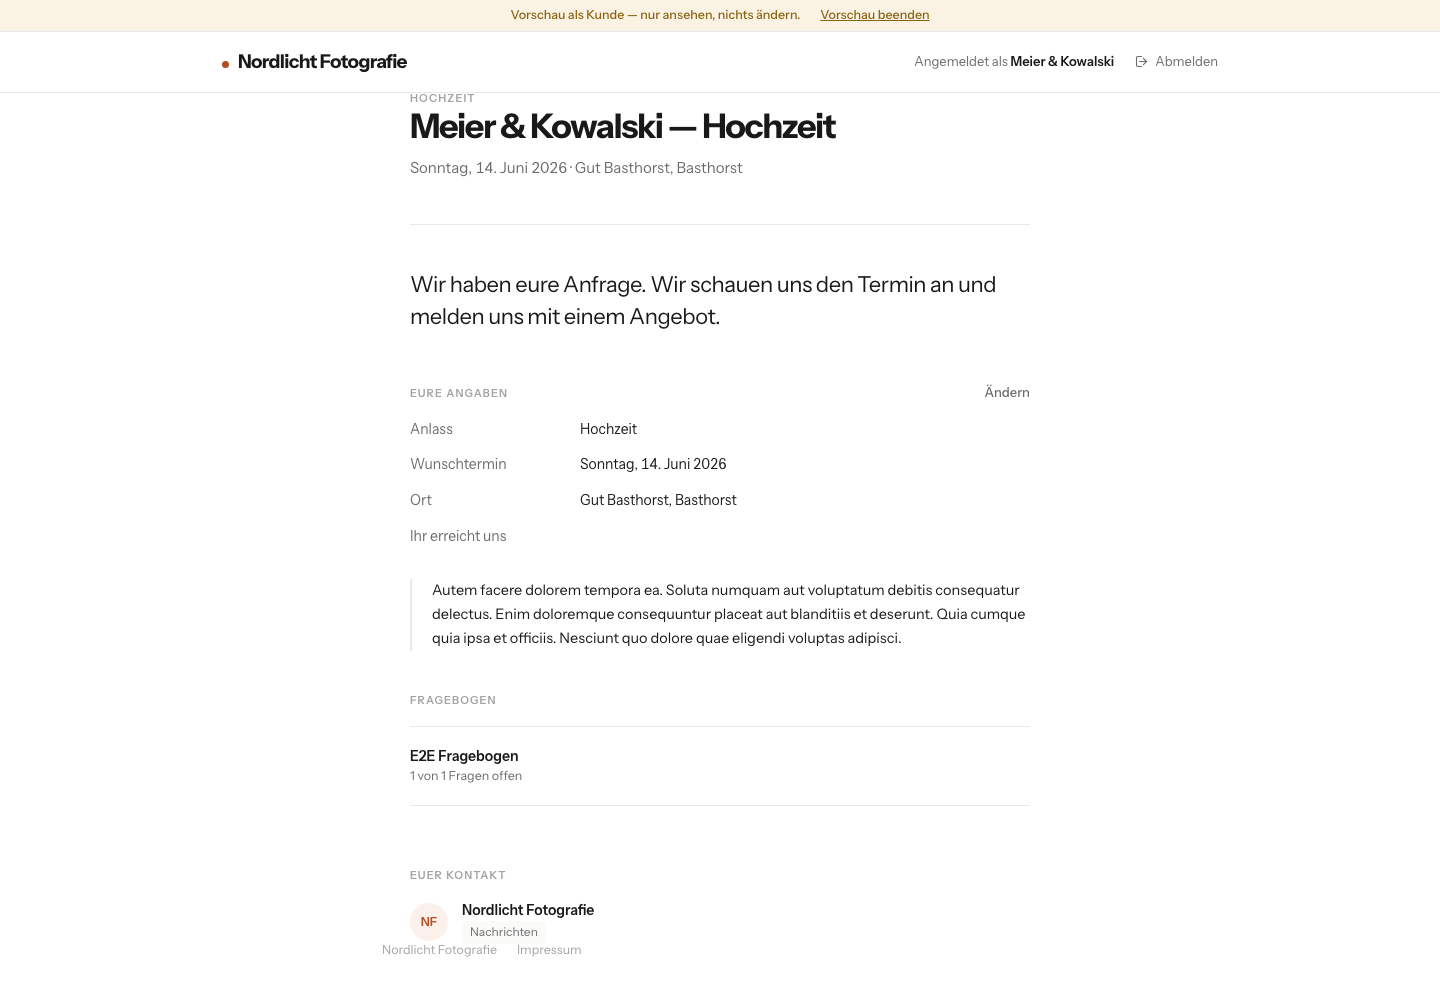 Vorschau als Kunde — nur ansehen, nichts ändern. Vorschau beenden
Nordlicht Fotografie
Angemeldet als Meier & Kowalski Abmelden
HOCHZEIT
Meier & Kowalski — Hochzeit
Sonntag, 14. Juni 2026 · Gut Basthorst, Basthorst
Wir haben eure Anfrage. Wir schauen uns den Termin an und
melden uns mit einem Angebot.
EURE ANGABEN Ändern
Anlass Hochzeit
Wunschtermin Sonntag, 14. Juni 2026
Ort Gut Basthorst, Basthorst
Ihr erreicht uns
Autem facere dolorem tempora ea. Soluta numquam aut voluptatum debitis consequatur
delectus. Enim doloremque consequuntur placeat aut blanditiis et deserunt. Quia cumque
quia ipsa et officiis. Nesciunt quo dolore quae eligendi voluptas adipisci.
FRAGEBOGEN
E2E Fragebogen
1 von 1 Fragen offen
EUER KONTAKT
NF
Nordlicht Fotografie
Nachrichten
Nordlicht Fotografie Impressum